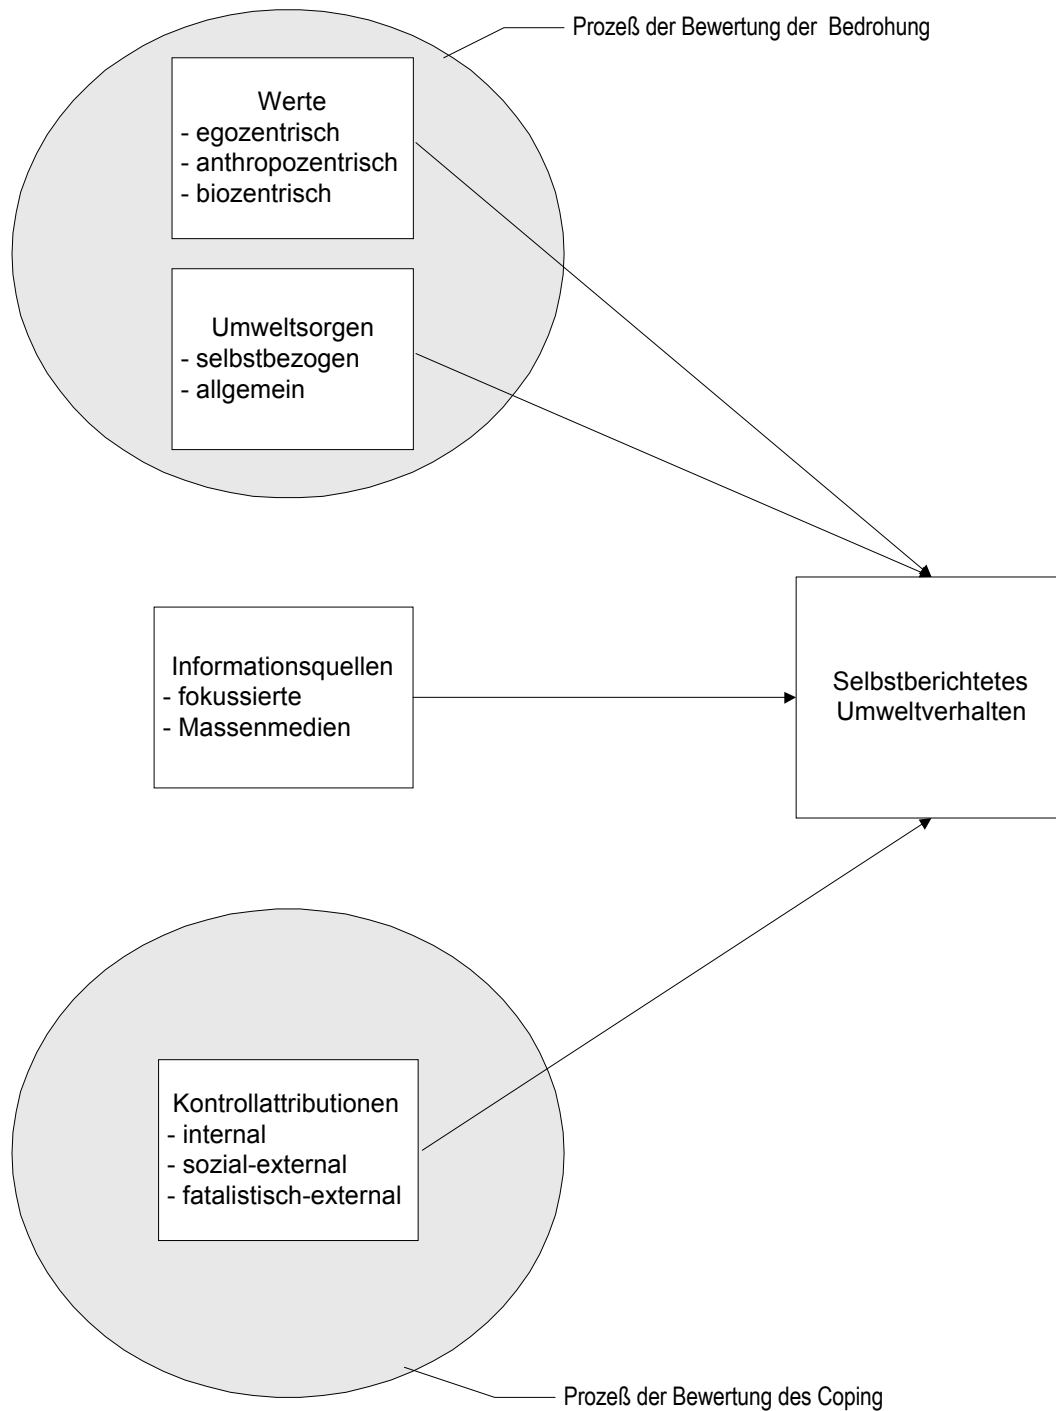 Prozeß der Bewertung der Bedrohung
Werte
- egozentrisch
- anthropozentrisch
- biozentrisch
Umweltsorgen
- selbstbezogen
- allgemein
Informationsquellen
- fokussierte
- Massenmedien
Selbstberichtetes
Umweltverhalten
Kontrollattributionen
- internal
- sozial-external
- fatalistisch-external
Prozeß der Bewertung des Coping